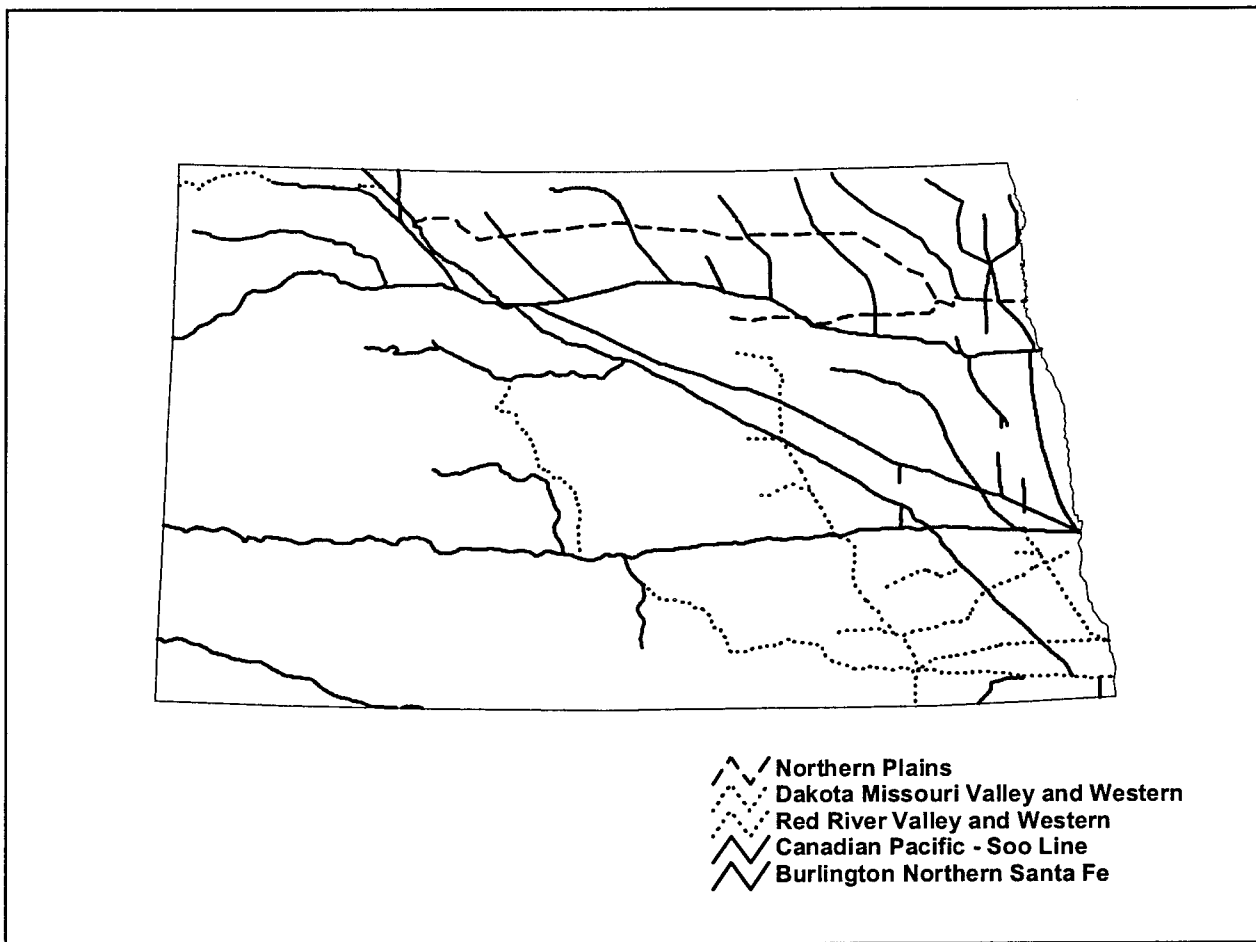 Northern Plains
Dakota Missouri Valley and Western
Red River Valley and Western
Canadian Pacific - Soo Line
Burlington Northern Santa Fe